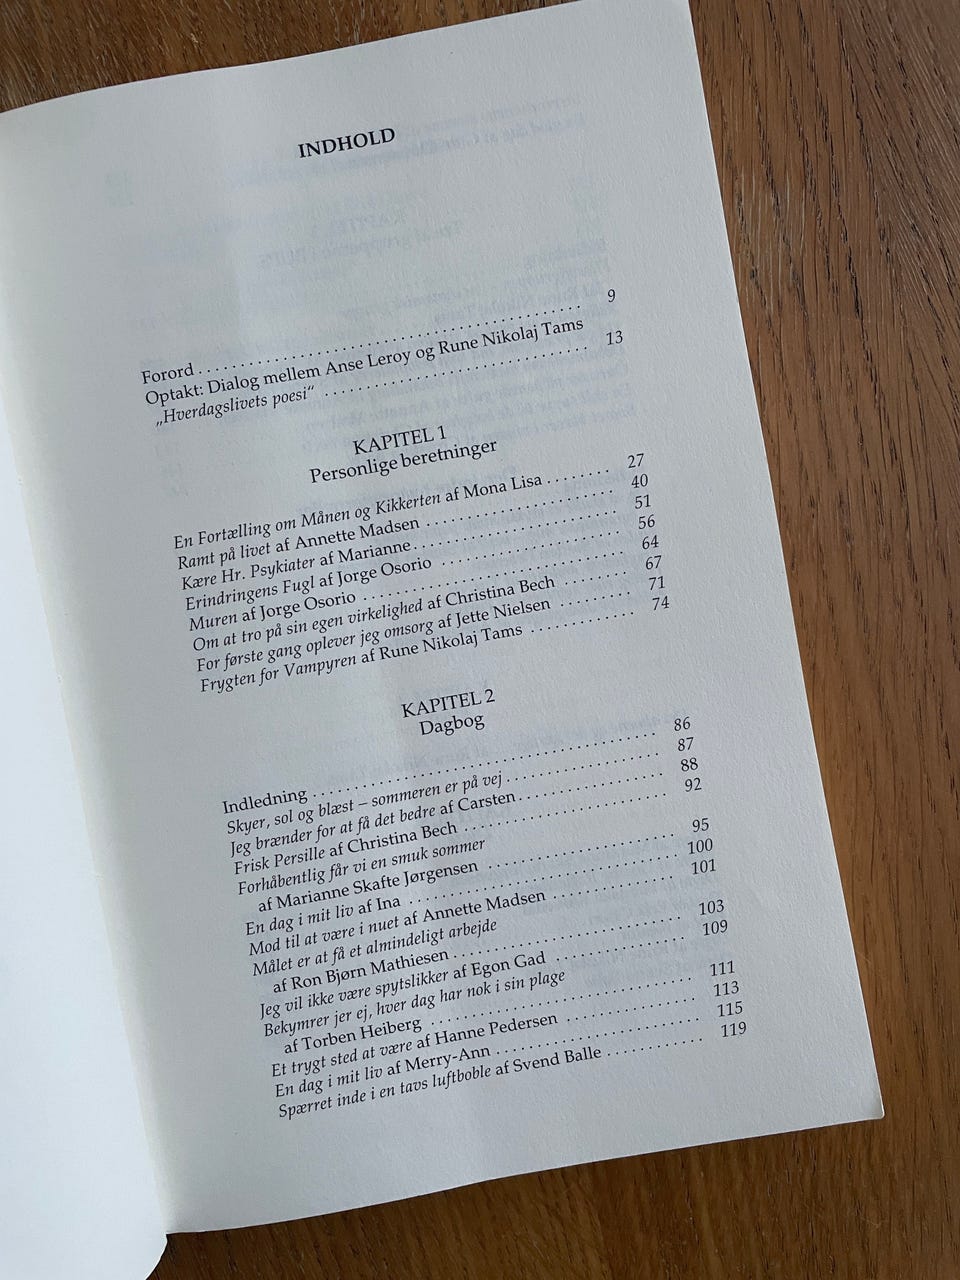 INDHOLD
Forord . . . . . . . . . . . . . . . . . . . . . . . . . . . . . . . . . . . . . . . . 9
Optakt: Dialog mellem Anse Leroy og Rune Nikolaj Tams
„Hverdagslivets poesi“ . . . . . . . . . . . . . . . . . . . . . . . . . . . 13
KAPITEL 1
Personlige beretninger
En Fortælling om Månen og Kikkerten af Mona Lisa . . . . . . . 27
Ramt på livet af Annette Madsen . . . . . . . . . . . . . . . . . . . 40
Kære Hr. Psykiater af Marianne . . . . . . . . . . . . . . . . . . . . 51
Erindringens Fugl af Jorge Osorio . . . . . . . . . . . . . . . . . . 56
Muren af Jorge Osorio . . . . . . . . . . . . . . . . . . . . . . . . . . 64
Om at tro på sin egen virkelighed af Christina Bech . . . . . . . . 67
For første gang oplever jeg omsorg af Jette Nielsen . . . . . . . . 71
Frygten for Vampyren af Rune Nikolaj Tams . . . . . . . . . . . 74
KAPITEL 2
Dagbog
Indledning . . . . . . . . . . . . . . . . . . . . . . . . . . . . . . . . . . . 86
Skyer, sol og blæst – sommeren er på vej . . . . . . . . . . . . . . . 87
Jeg brænder for at få det bedre af Carsten . . . . . . . . . . . . . . 88
Frisk Persille af Christina Bech . . . . . . . . . . . . . . . . . . . . . 92
Forhåbentlig får vi en smuk sommer
af Marianne Skafte Jørgensen . . . . . . . . . . . . . . . . . . . 95
En dag i mit liv af Ina . . . . . . . . . . . . . . . . . . . . . . . . . . . 100
Mod til at være i nuet af Annette Madsen . . . . . . . . . . . . . 101
Målet er at få et almindeligt arbejde
af Ron Bjørn Mathiesen . . . . . . . . . . . . . . . . . . . . . . . 103
Jeg vil ikke være spytslikker af Egon Gad . . . . . . . . . . . . . . 109
Bekymrer jer ej, hver dag har nok i sin plage
af Torben Heiberg . . . . . . . . . . . . . . . . . . . . . . . . . . 111
Et trygt sted at være af Hanne Pedersen . . . . . . . . . . . . . . 113
En dag i mit liv af Merry-Ann . . . . . . . . . . . . . . . . . . . . . 115
Spærret inde i en tavs luftboble af Svend Balle . . . . . . . . . . 119